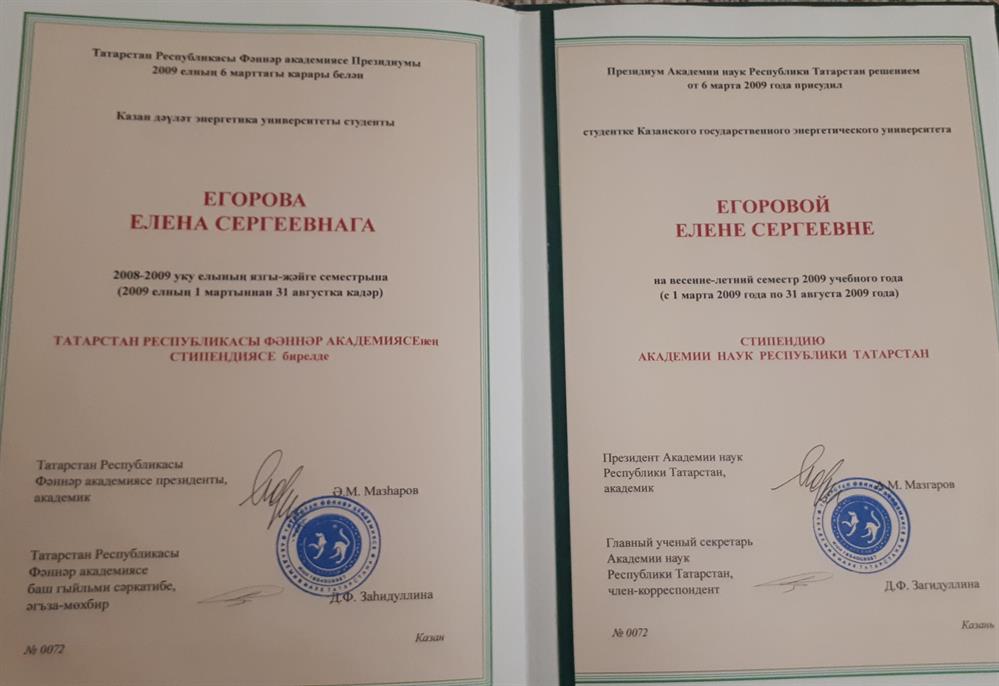 Татарстан Республикасы Фәннәр академиясе Президиумы
2009 елның 6 марттагы карары белән
Казан дәүләт энергетика университеты студенты
ЕГОРОВА
ЕЛЕНА СЕРГЕЕВНАГА
2008-2009 уку елының язгы-җәйге семестрына
(2009 елның 1 мартыннан 31 августка кадәр)
ТАТАРСТАН РЕСПУБЛИКАСЫ ФӘННӘР АКАДЕМИЯСЕнең
СТИПЕНДИЯСЕ бирелде
Татарстан Республикасы
Фәннәр академиясе президенты,
академик
Ә.М. Мазһаров
Татарстан Республикасы
Фәннәр академиясе
баш гыйльми сәркатибе,
әгъза-мөхбир
Д.Ф. Заһидуллина
№ 0072
Казан
Президиум Академии наук Республики Татарстан решением
от 6 марта 2009 года присудил
студентке Казанского государственного энергетического университета
ЕГОРОВОЙ
ЕЛЕНЕ СЕРГЕЕВНЕ
на весенне-летний семестр 2009 учебного года
(с 1 марта 2009 года по 31 августа 2009 года)
СТИПЕНДИЮ
АКАДЕМИИ НАУК РЕСПУБЛИКИ ТАТАРСТАН
Президент Академии наук
Республики Татарстан,
академик
М. Мазгаров
Главный ученый секретарь
Академии наук
Республики Татарстан,
член-корреспондент
Д.Ф. Загидуллина
№ 0072
Казань